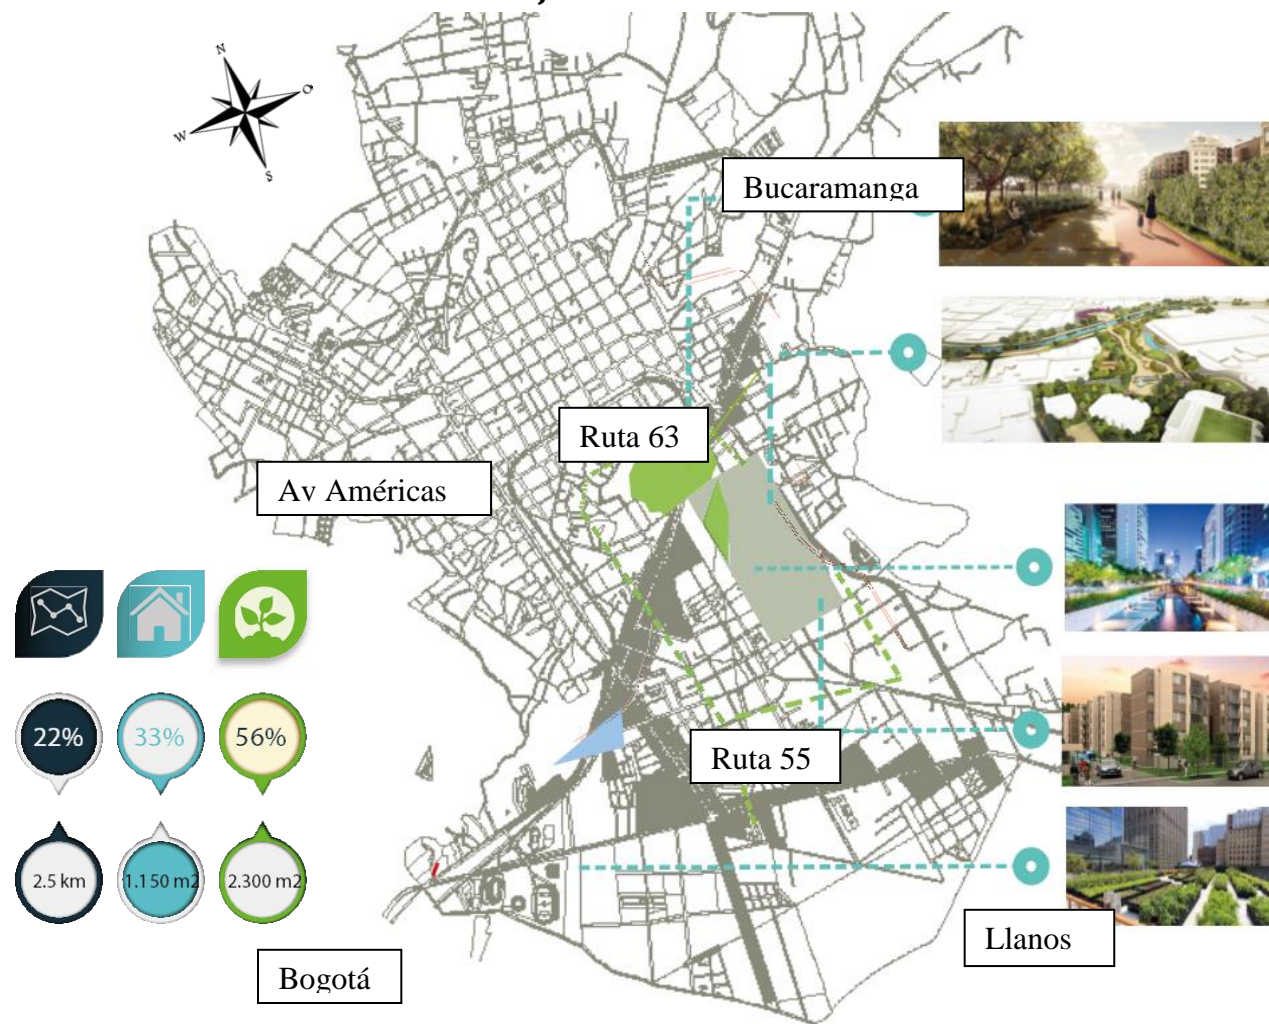 N
O
W
S
Bucaramanga
Ruta 63
Av Américas
22%
33%
56%
Ruta 55
2.5 km
1.150 m2
2.300 m2
Llanos
Bogotá